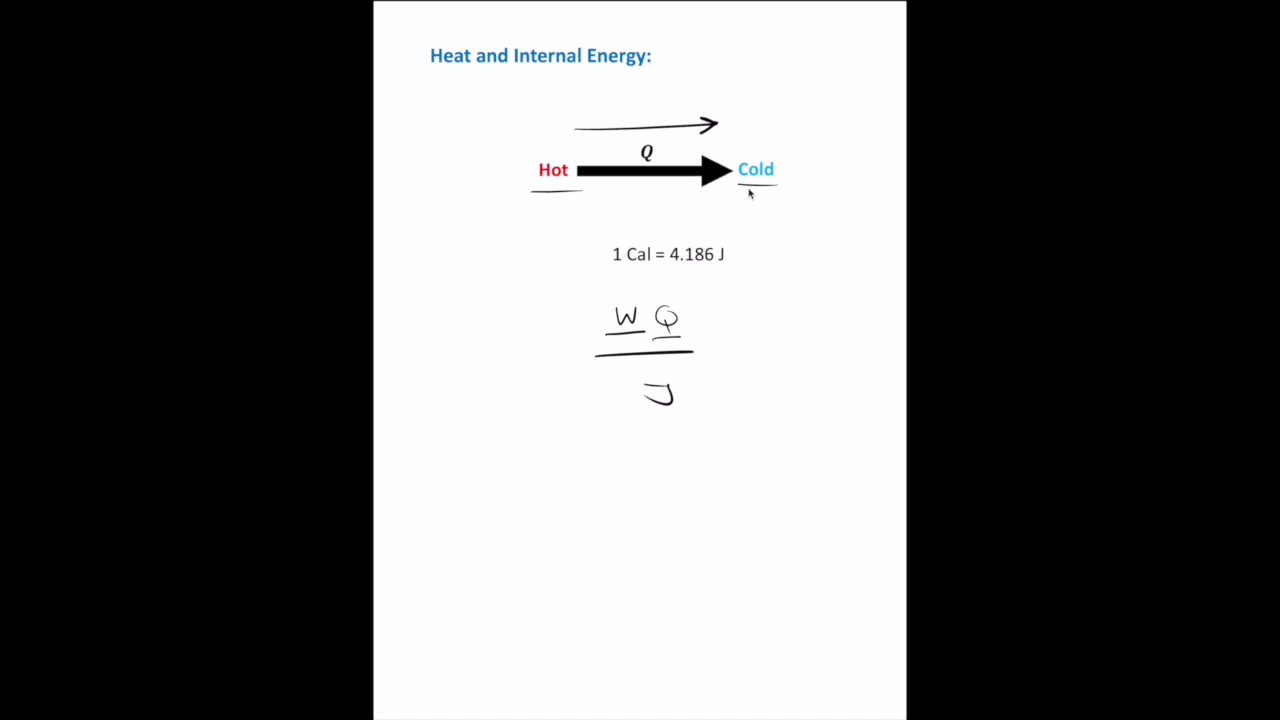 Heat and Internal Energy:
Q
Hot Cold
1 Cal = 4.186 J
W Q
J